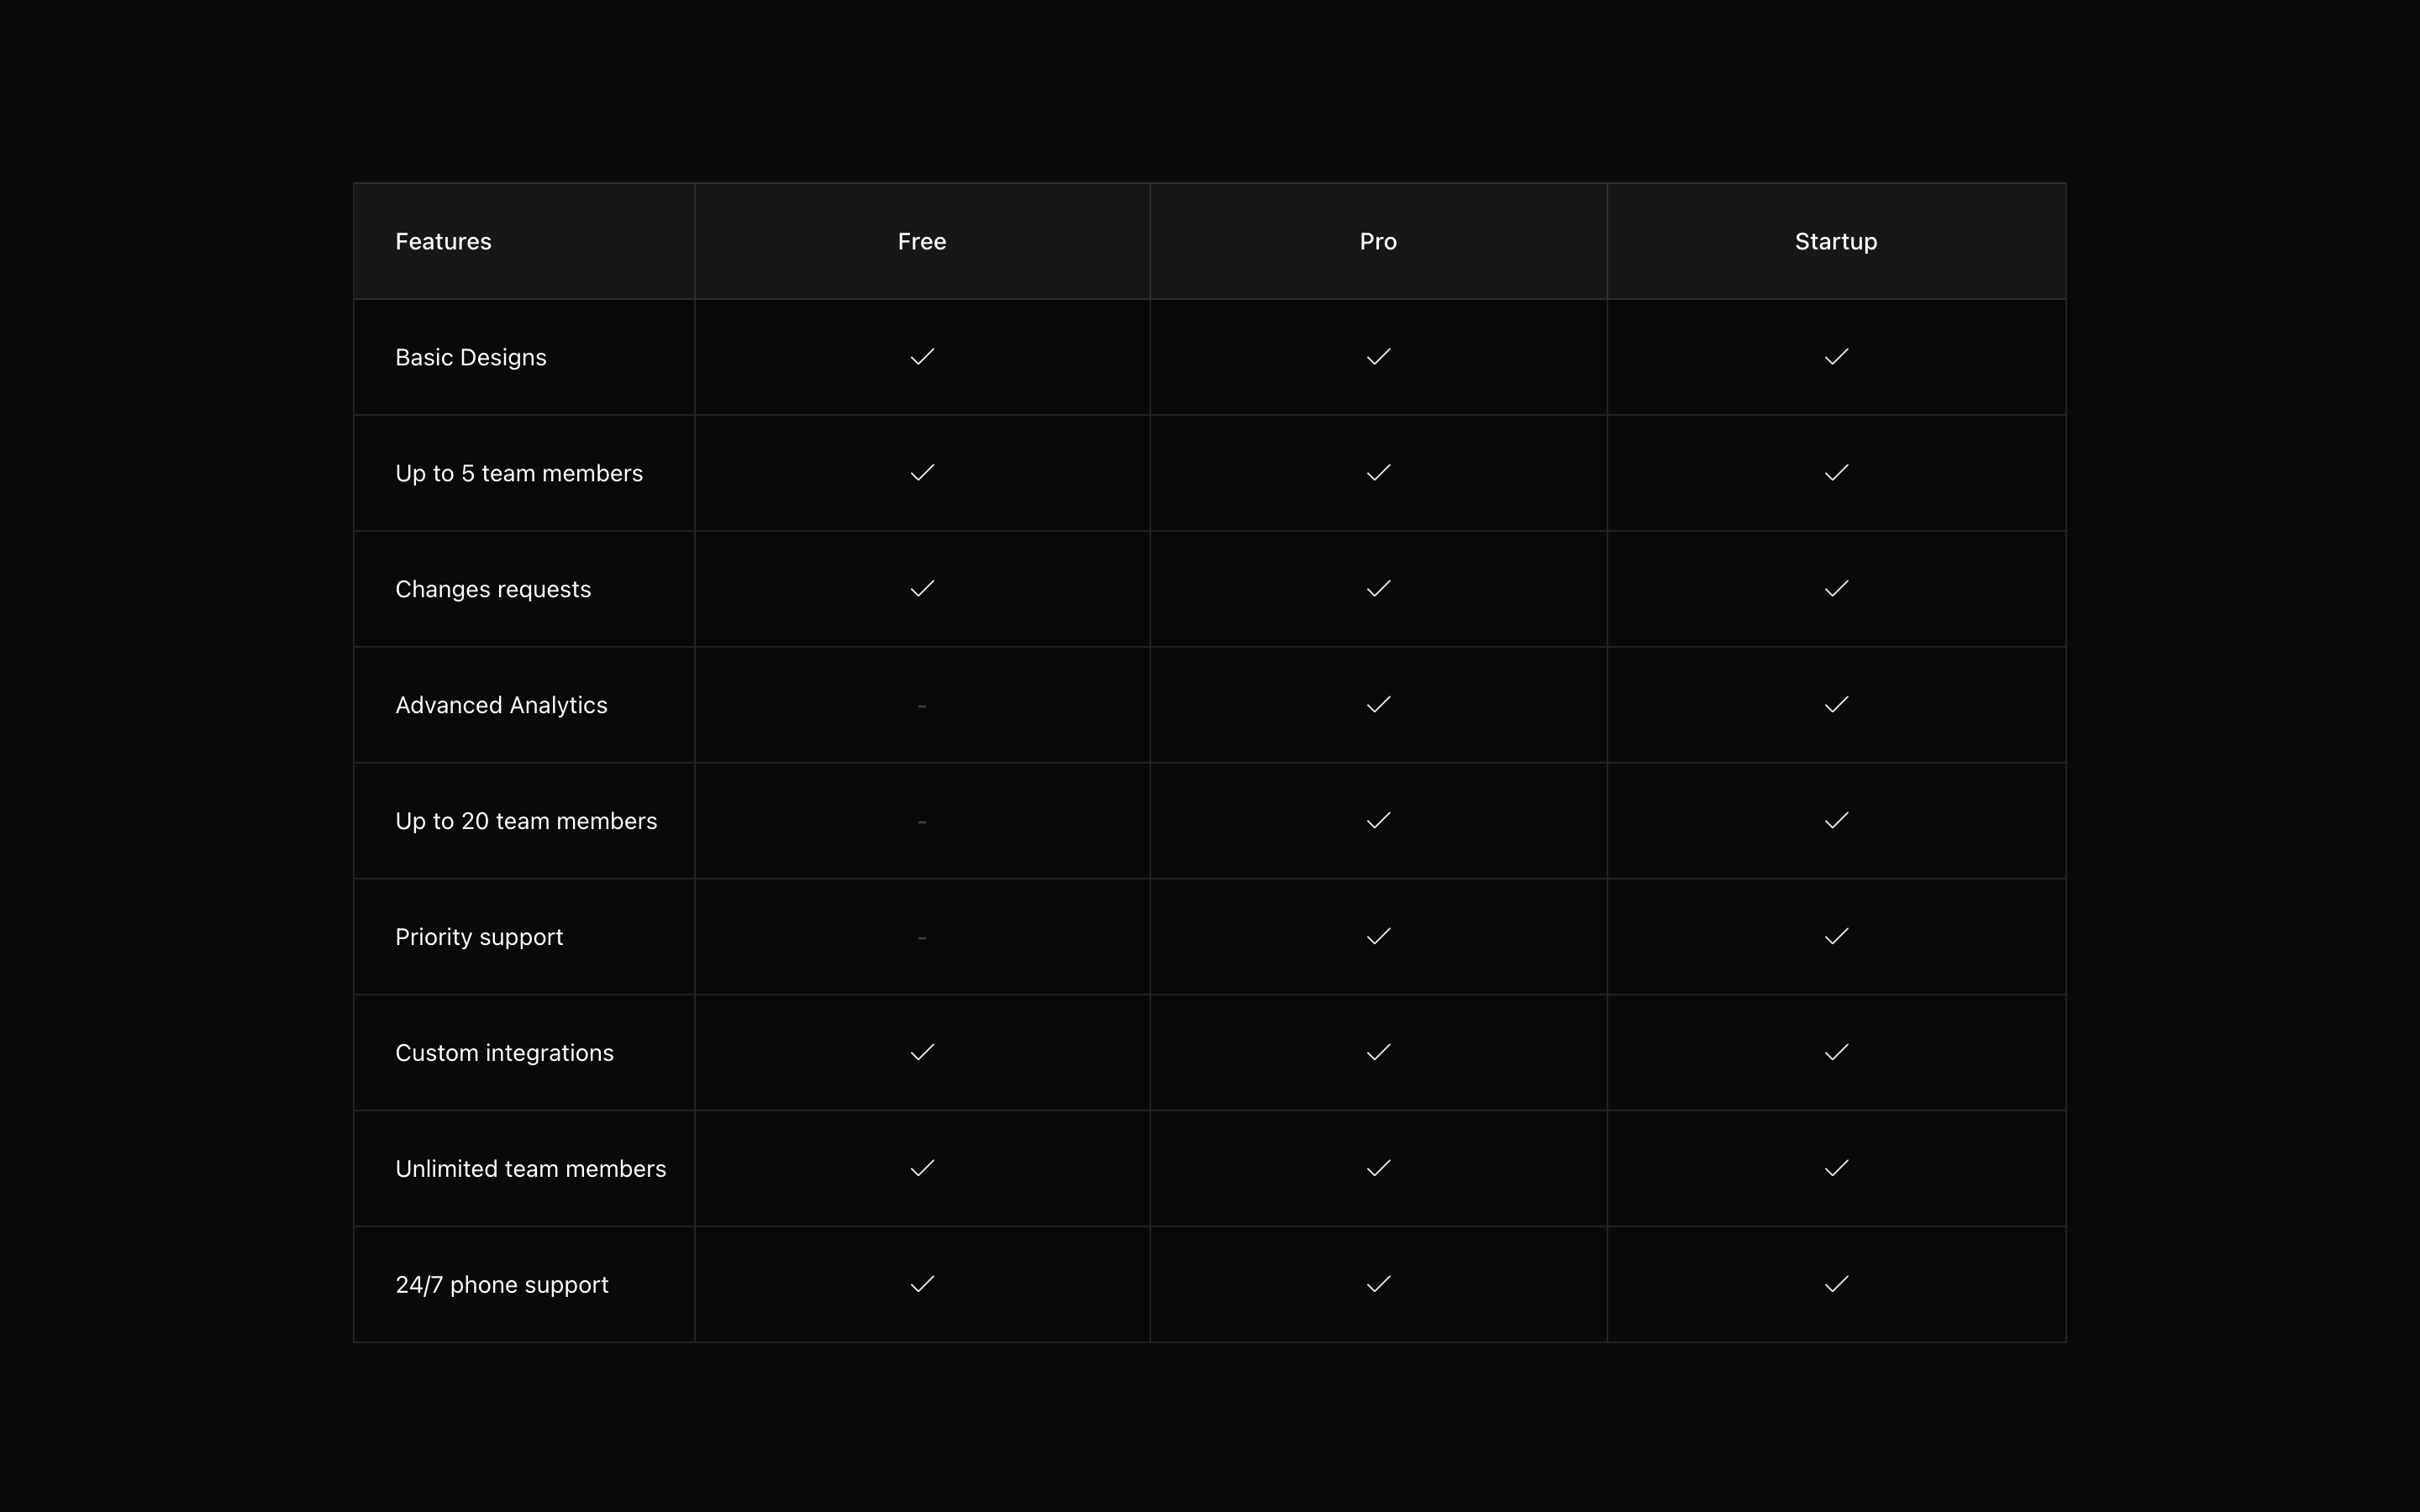 Features Free Pro Startup
Basic Designs ✓ ✓ ✓
Up to 5 team members ✓ ✓ ✓
Changes requests ✓ ✓ ✓
Advanced Analytics - ✓ ✓
Up to 20 team members - ✓ ✓
Priority support - ✓ ✓
Custom integrations ✓ ✓ ✓
Unlimited team members ✓ ✓ ✓
24/7 phone support ✓ ✓ ✓